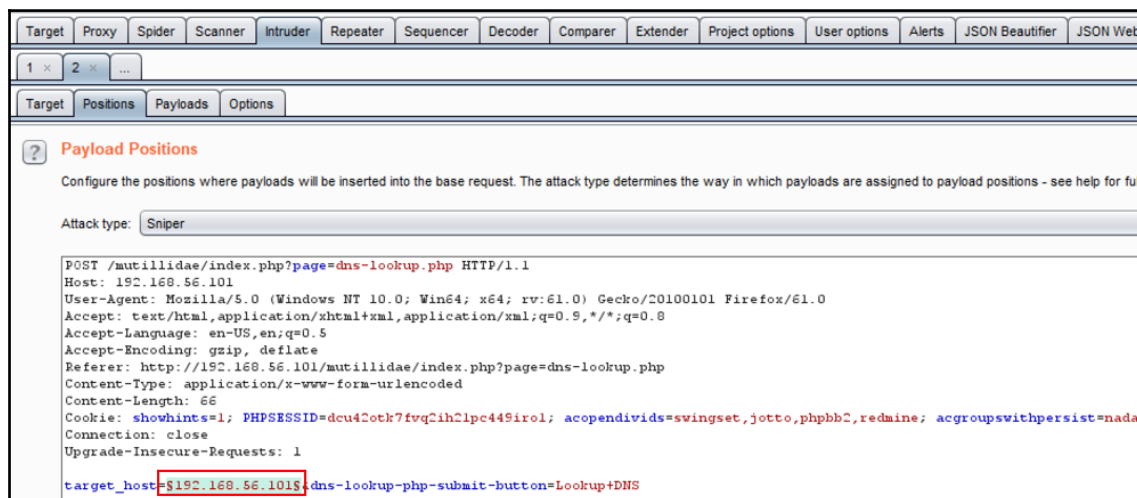 Target Proxy Spider Scanner Intruder Repeater Sequencer Decoder Comparer Extender Project options User options Alerts JSON Beautifier JSON Web
1 × 2 × ...
Target Positions Payloads Options
? Payload Positions
Configure the positions where payloads will be inserted into the base request. The attack type determines the way in which payloads are assigned to payload positions - see help for ful
Attack type: Sniper
POST /mutillidae/index.php?page=dns-lookup.php HTTP/1.1
Host: 192.168.56.101
User-Agent: Mozilla/5.0 (Windows NT 10.0; Win64; x64; rv:61.0) Gecko/20100101 Firefox/61.0
Accept: text/html,application/xhtml+xml,application/xml;q=0.9,*/*;q=0.8
Accept-Language: en-US,en;q=0.5
Accept-Encoding: gzip, deflate
Referer: http://192.168.56.101/mutillidae/index.php?page=dns-lookup.php
Content-Type: application/x-www-form-urlencoded
Content-Length: 66
Cookie: showhints=1; PHPSESSID=dcu42otk7fvq2ih2lpc449irol; acopendivids=swingset,jotto,phpbb2,redmine; acgroupswithpersist=nada
Connection: close
Upgrade-Insecure-Requests: 1
target_host=§192.168.56.101§&dns-lookup-php-submit-button=Lookup+DNS